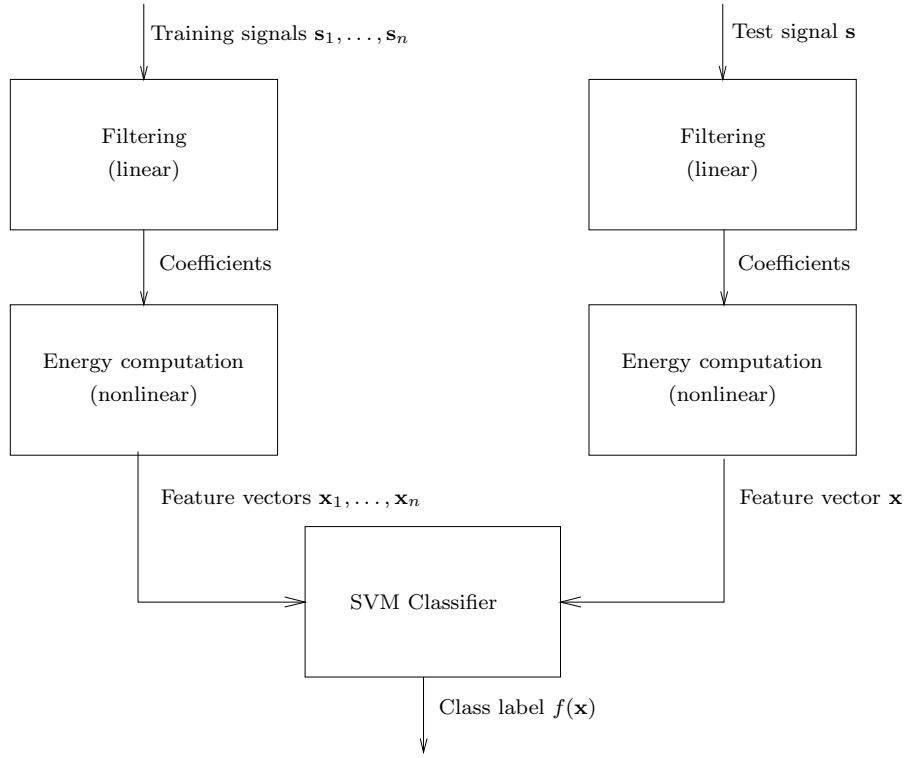 Training signals s₁, . . . , sₙ
Test signal s
Filtering
(linear)
Filtering
(linear)
Coefficients
Coefficients
Energy computation
(nonlinear)
Energy computation
(nonlinear)
Feature vectors x₁, . . . , xₙ
Feature vector x
SVM Classifier
Class label f(x)